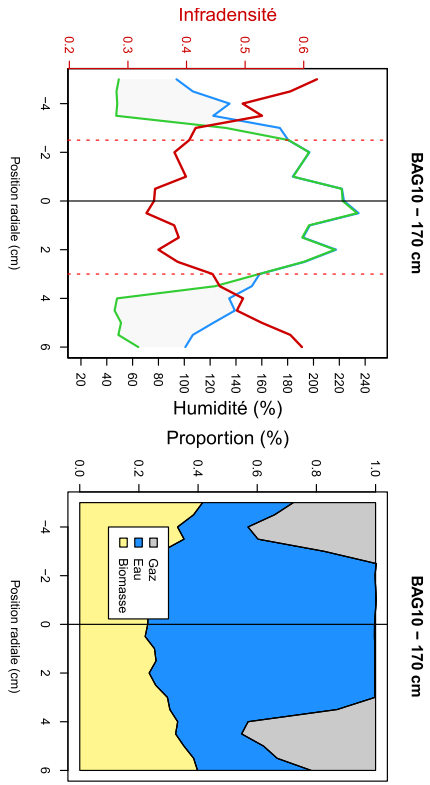 BAG10 − 170 cm
Infradensité
0.2 0.3 0.4 0.5 0.6
−4 −2 0 2 4 6
Position radiale (cm)
20 40 60 80 100 120 140 160 180 200 220 240
Humidité (%)
BAG10 − 170 cm
Proportion (%)
0.0 0.2 0.4 0.6 0.8 1.0
Gaz
Eau
Biomasse
−4 −2 0 2 4 6
Position radiale (cm)